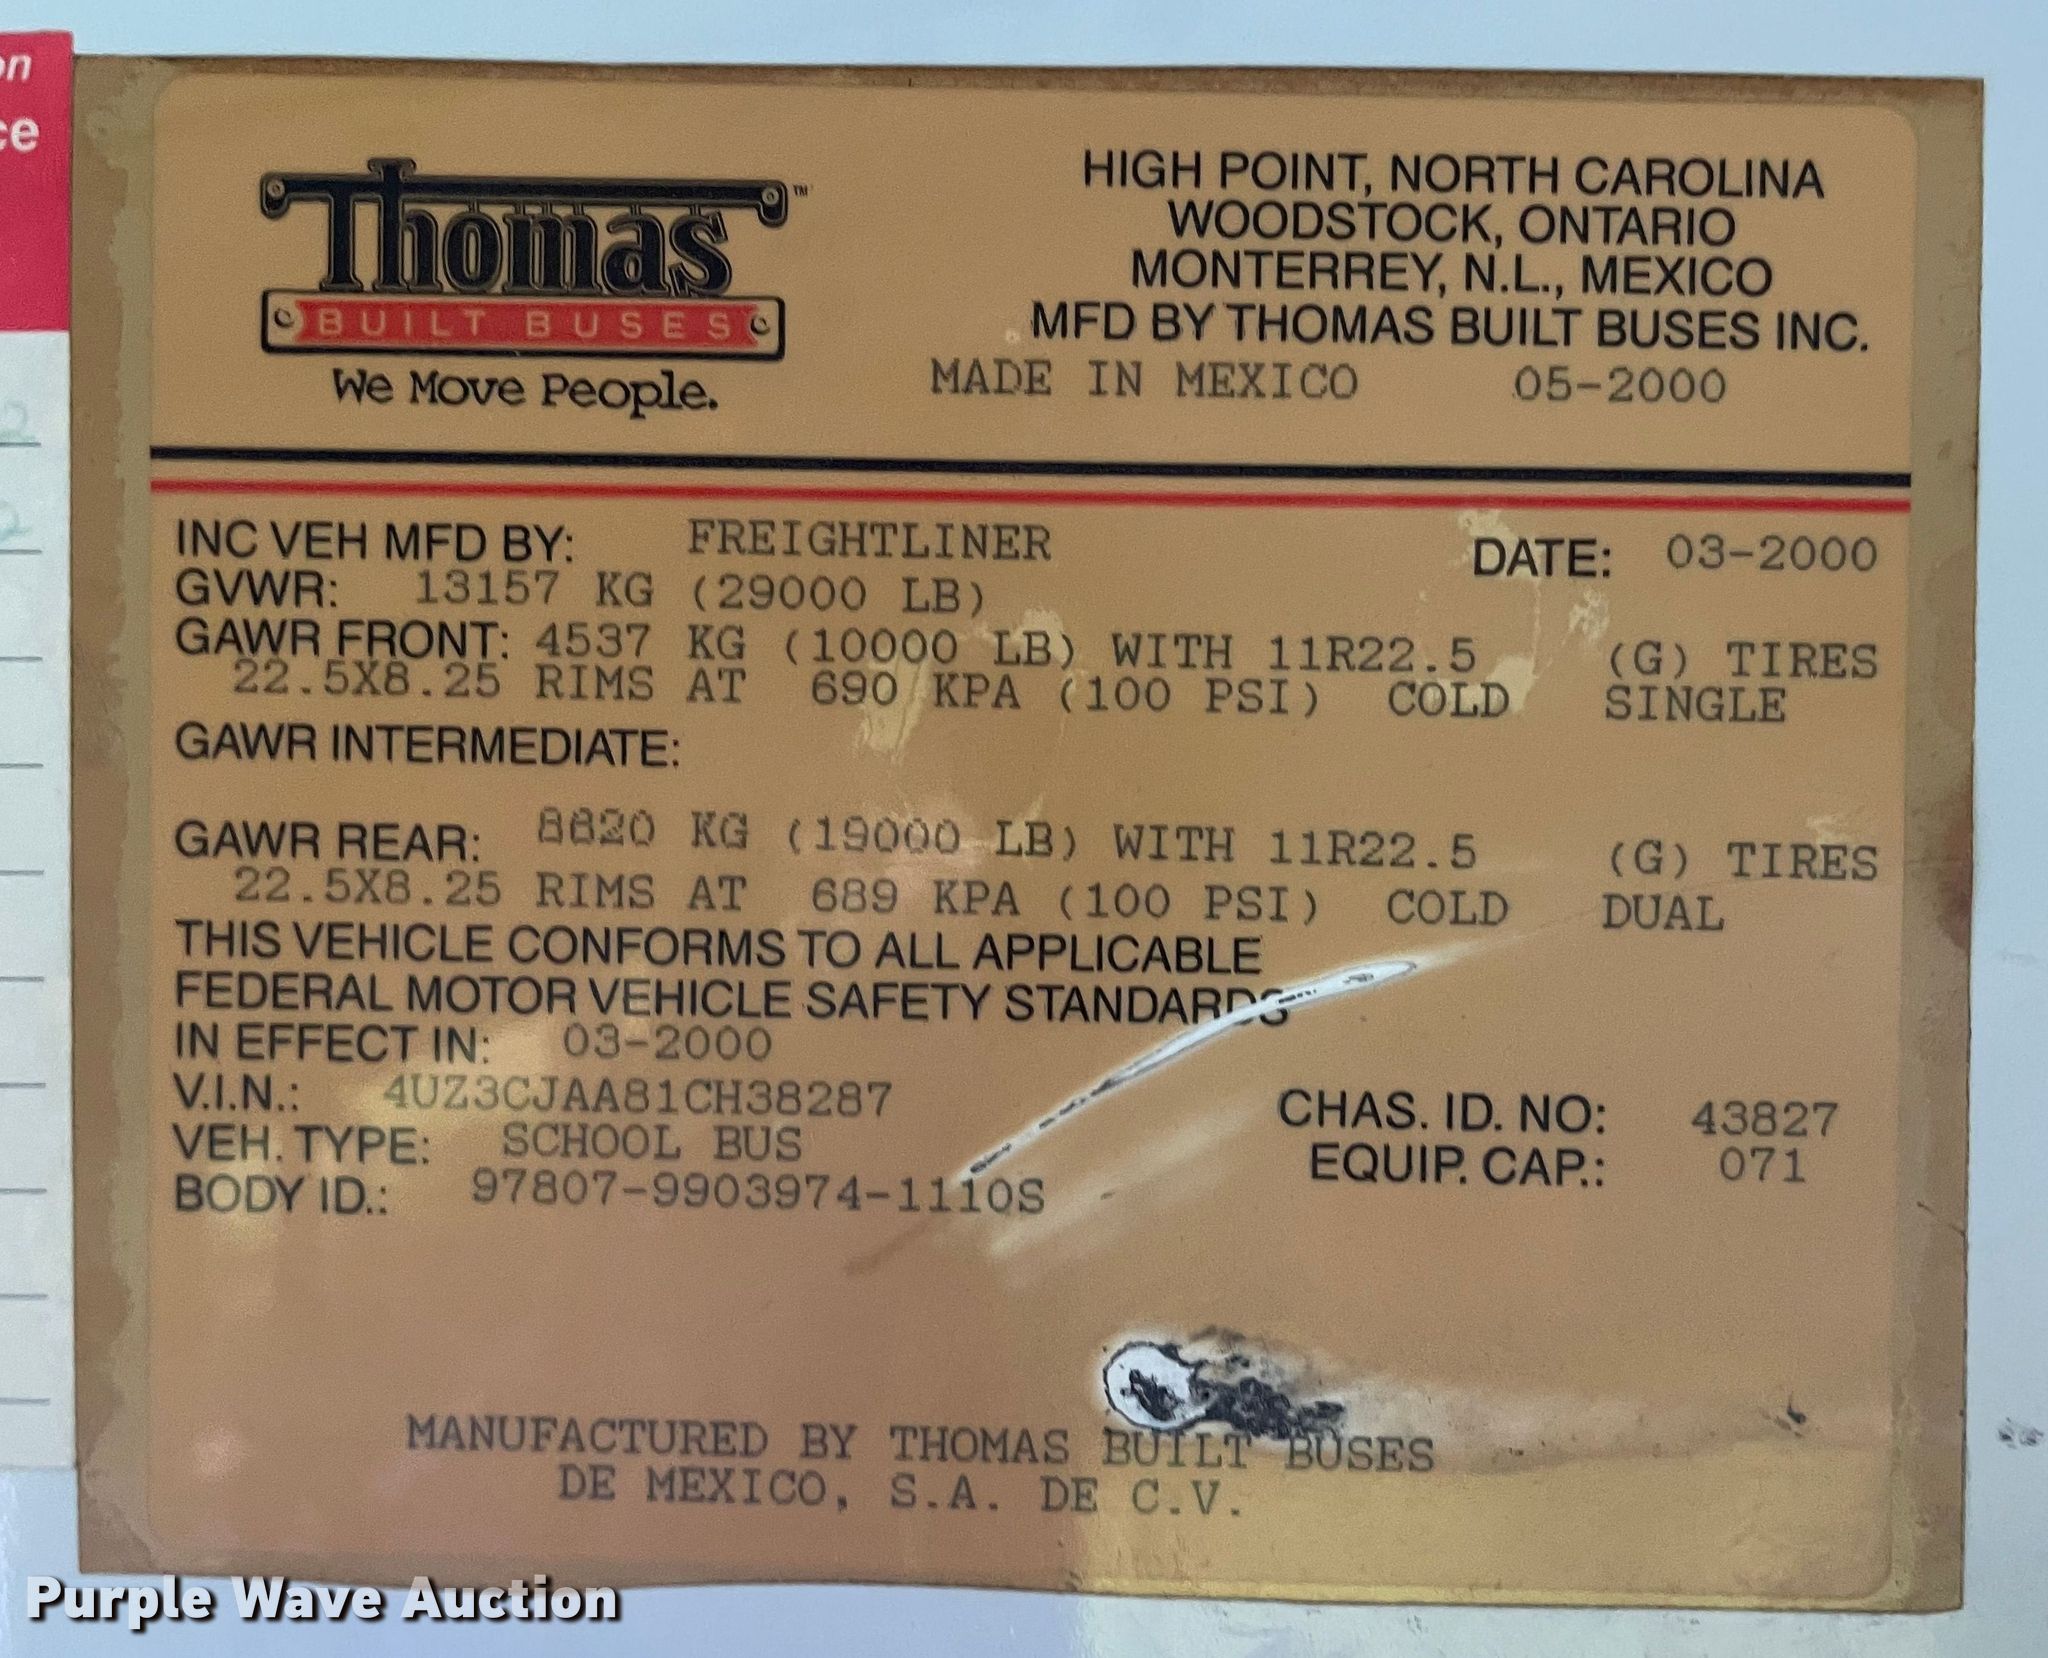 on
ce
2
2
Thomas™
BUILT BUSES
We Move People.
HIGH POINT, NORTH CAROLINA
WOODSTOCK, ONTARIO
MONTERREY, N.L., MEXICO
MFD BY THOMAS BUILT BUSES INC.
MADE IN MEXICO 05-2000
INC VEH MFD BY: FREIGHTLINER DATE: 03-2000
GVWR: 13157 KG (29000 LB)
GAWR FRONT: 4537 KG (10000 LB) WITH 11R22.5 (G) TIRES
22.5X8.25 RIMS AT 690 KPA (100 PSI) COLD SINGLE
GAWR INTERMEDIATE:
GAWR REAR: 8820 KG (19000 LB) WITH 11R22.5 (G) TIRES
22.5X8.25 RIMS AT 689 KPA (100 PSI) COLD DUAL
THIS VEHICLE CONFORMS TO ALL APPLICABLE
FEDERAL MOTOR VEHICLE SAFETY STANDARDS
IN EFFECT IN: 03-2000
V.I.N.: 4UZ3CJAA81CH38287 CHAS. ID. NO: 43827
VEH. TYPE: SCHOOL BUS EQUIP. CAP.: 071
BODY ID.: 97807-9903974-1110S
MANUFACTURED BY THOMAS BUILT BUSES
DE MEXICO, S.A. DE C.V.
Purple Wave Auction